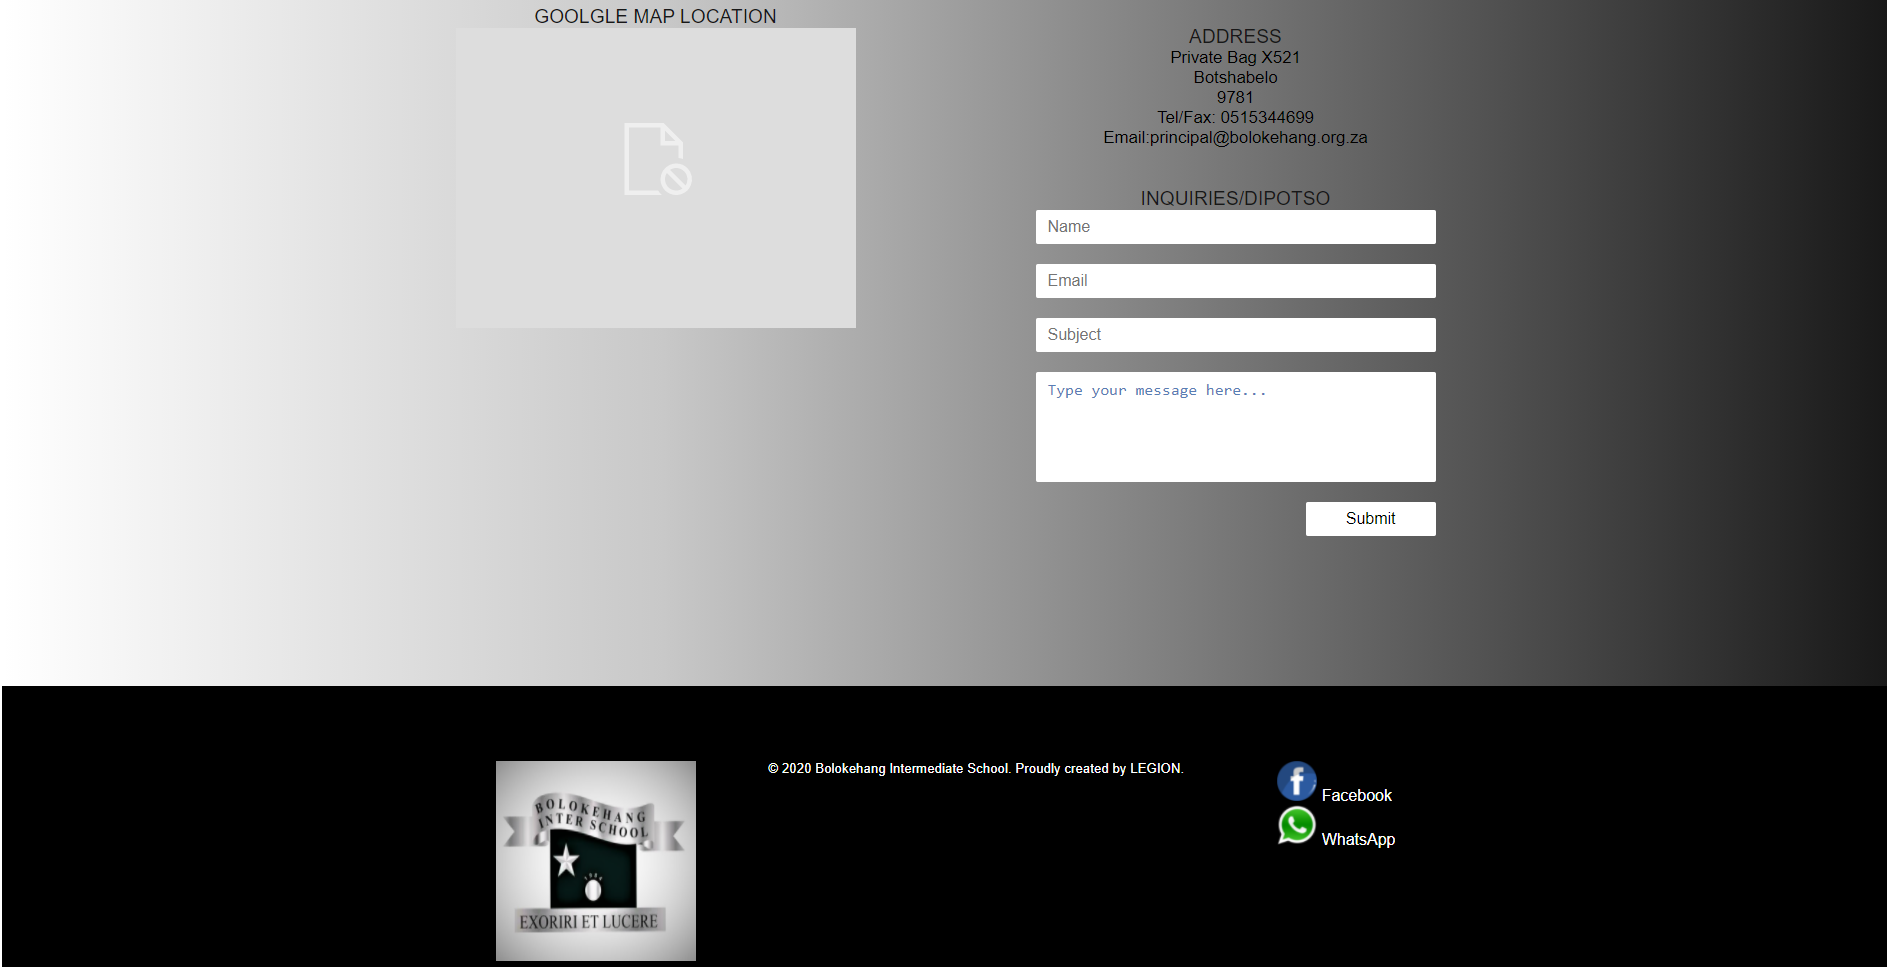 GOOLGLE MAP LOCATION
ADDRESS
Private Bag X521
Botshabelo
9781
Tel/Fax: 0515344699
Email:principal@bolokehang.org.za
INQUIRIES/DIPOTSO
Name
Email
Subject
Type your message here...
Submit
BOLOKEHANG
INTER SCHOOL
1984
EXORIRI ET LUCERE
© 2020 Bolokehang Intermediate School. Proudly created by LEGION.
Facebook
WhatsApp